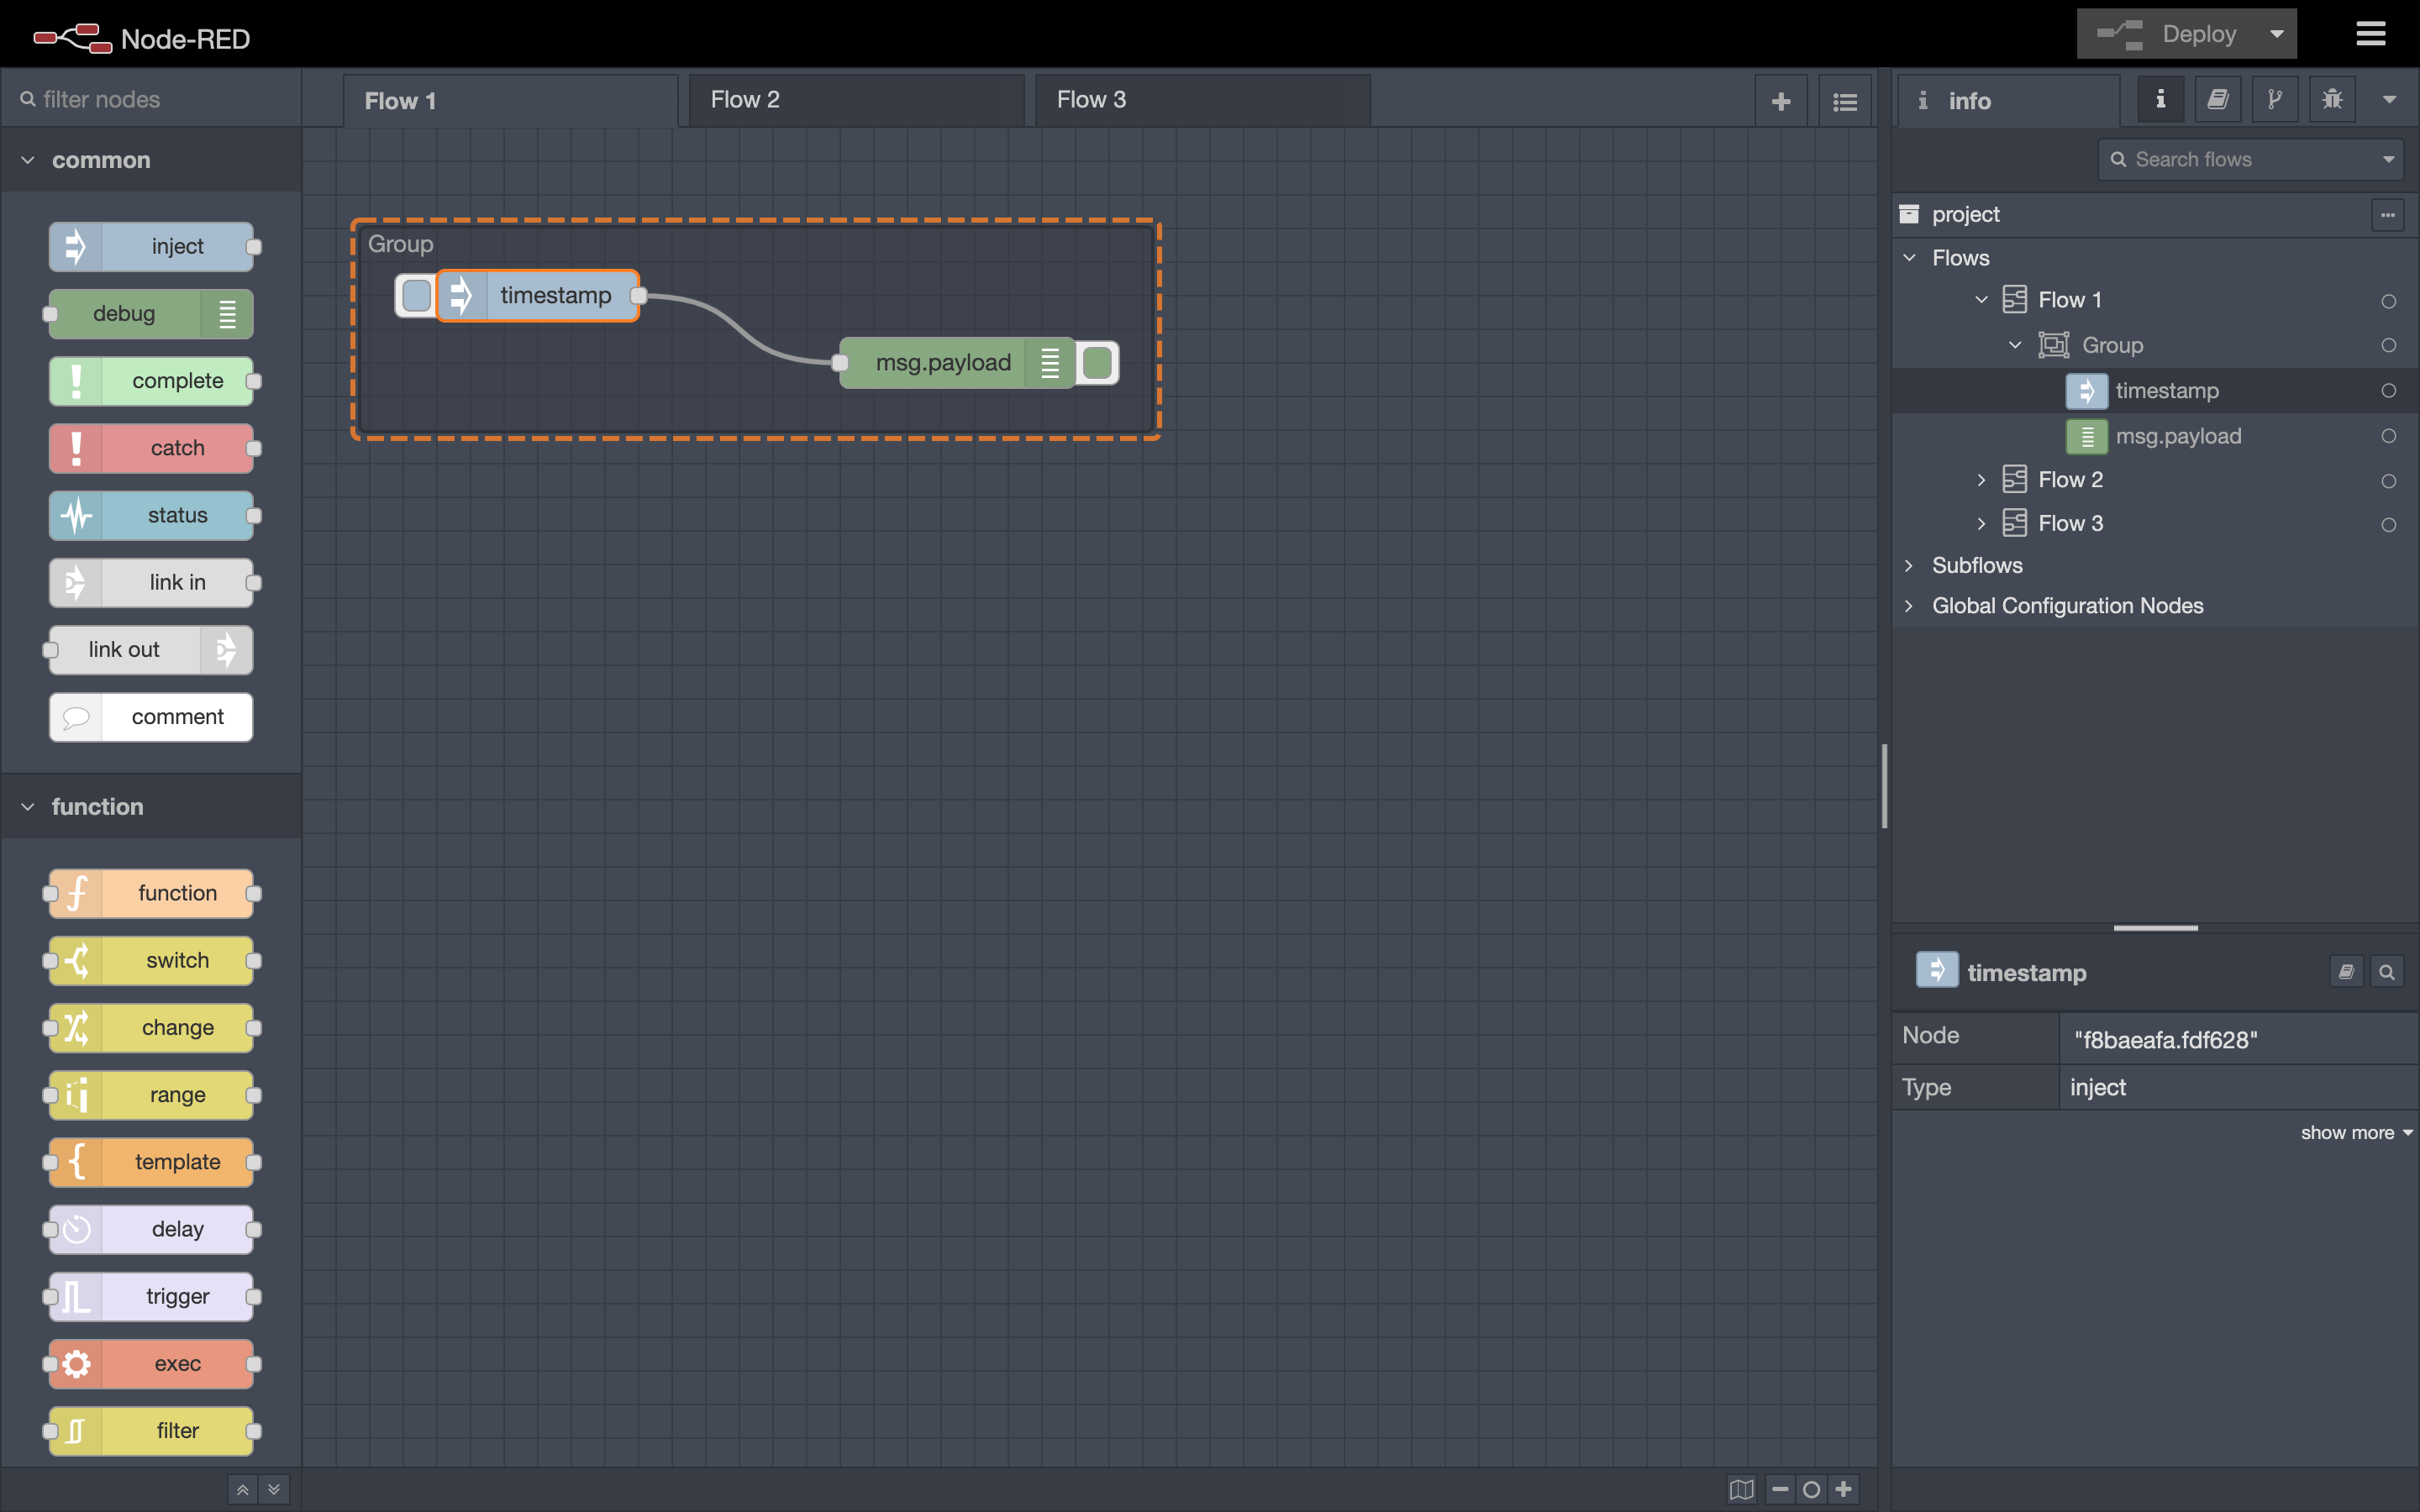 Node-RED
Deploy
filter nodes
Flow 1
Flow 2
Flow 3
info
Search flows
common
inject
debug
complete
catch
status
link in
link out
comment
function
function
switch
change
range
template
delay
trigger
exec
filter
Group
timestamp
msg.payload
project
Flows
Flow 1
Group
timestamp
msg.payload
Flow 2
Flow 3
Subflows
Global Configuration Nodes
timestamp
Node "f8baeafa.fdf628"
Type inject
show more